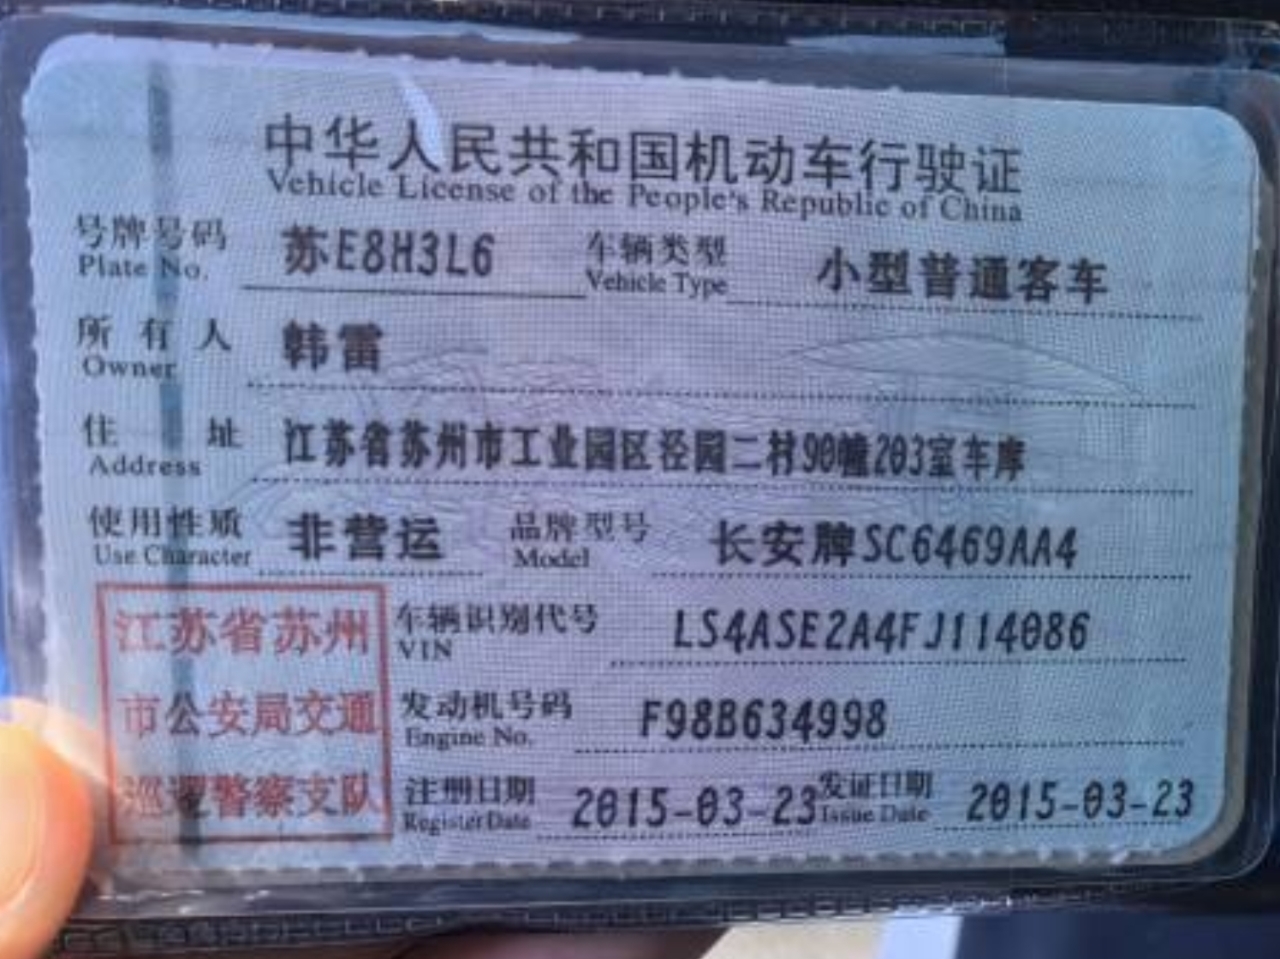 中华人民共和国机动车行驶证
Vehicle License of the People's Republic of China
号牌号码 苏E8H3L6 车辆类型 小型普通客车
Plate No. Vehicle Type
所有人 韩雷
Owner
住址 江苏省苏州市工业园区泾园二村90幢203室车库
Address
使用性质 非营运 品牌型号 长安牌SC6469AA4
Use Character Model
江苏省苏州
市公安局交通
巡逻警察支队
车辆识别代号 LS4ASE2A4FJ114086
VIN
发动机号码 F98B634998
Engine No.
注册日期 2015-03-23 发证日期 2015-03-23
Register Date Issue Date